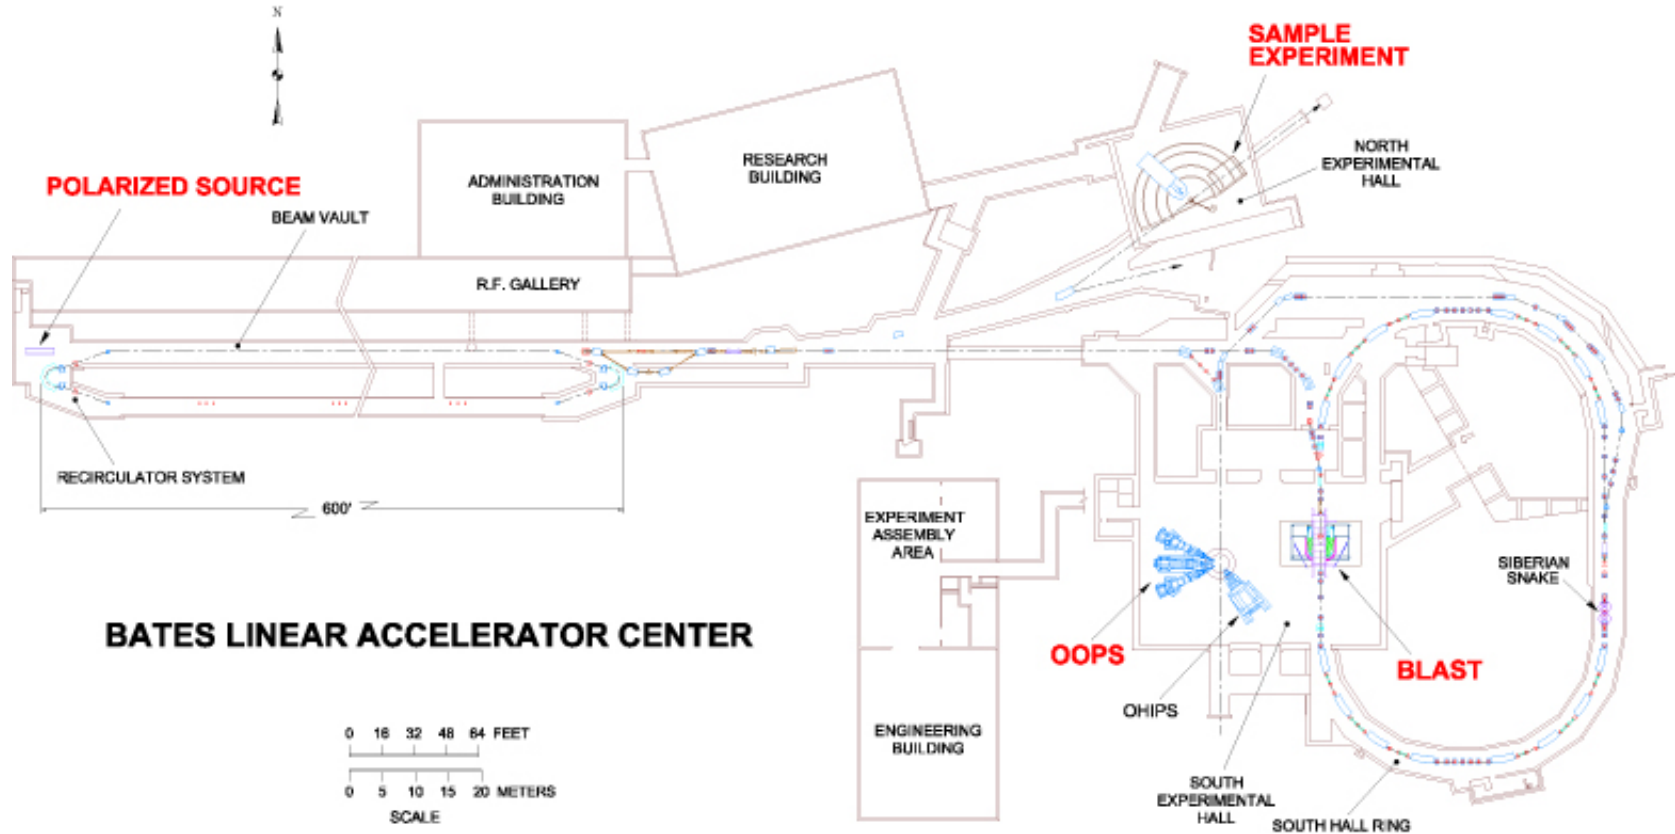 N
SAMPLE
EXPERIMENT
POLARIZED SOURCE
BEAM VAULT
ADMINISTRATION
BUILDING
RESEARCH
BUILDING
NORTH
EXPERIMENTAL
HALL
R.F. GALLERY
RECIRCULATOR SYSTEM
600'
EXPERIMENT
ASSEMBLY
AREA
SIBERIAN
SNAKE
BATES LINEAR ACCELERATOR CENTER
OOPS
BLAST
OHIPS
ENGINEERING
BUILDING
0 16 32 48 64 FEET
0 5 10 15 20 METERS
SCALE
SOUTH
EXPERIMENTAL
HALL
SOUTH HALL RING